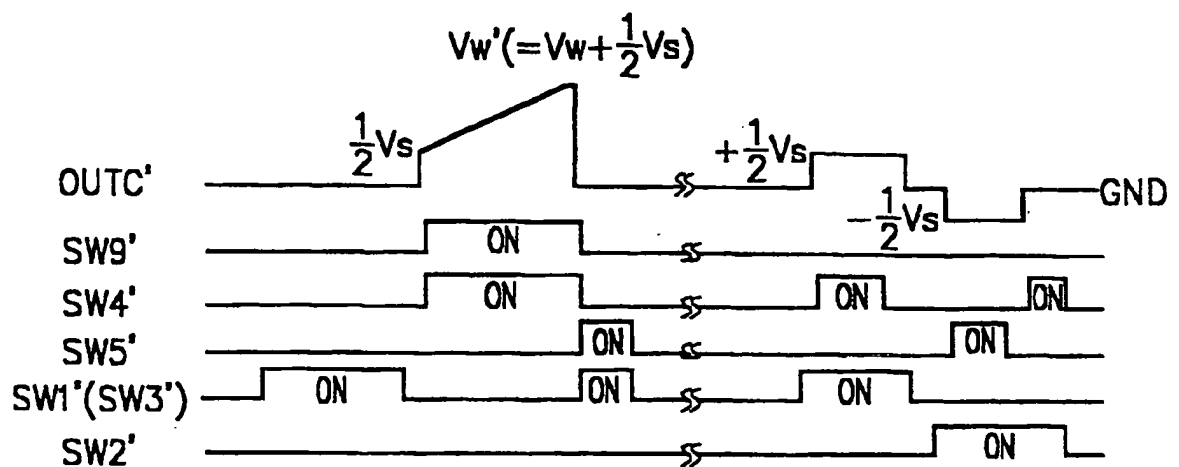 Vw'(=Vw+1/2Vs)
1/2Vs
+1/2Vs
OUTC'
GND
-1/2Vs
SW9' ON
SW4' ON ON ON
SW5' ON ON
SW1'(SW3') ON ON ON
SW2' ON